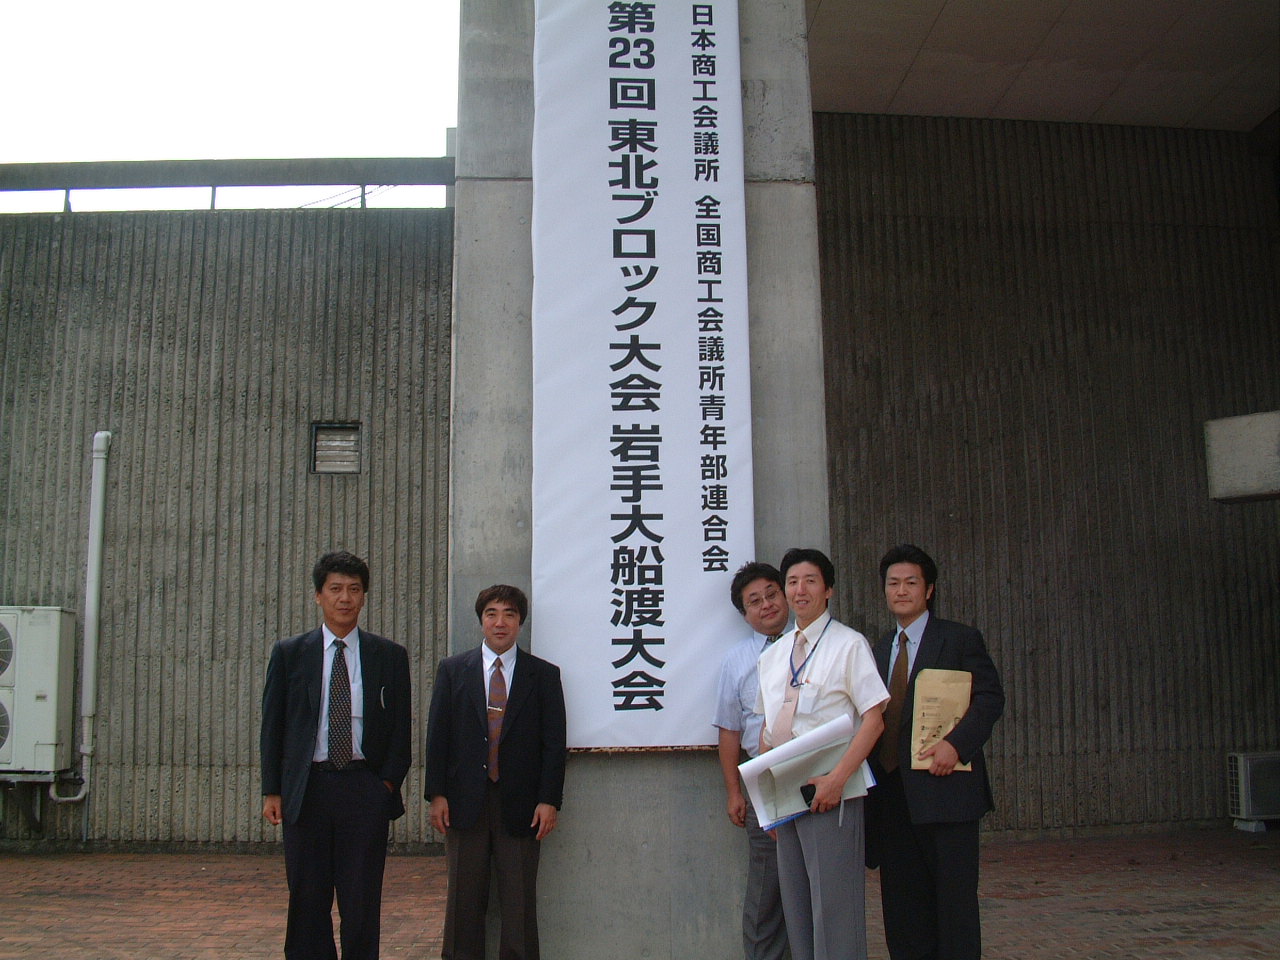 日本商工会議所 全国商工会議所青年部連合会
第23回 東北ブロック大会 岩手大船渡大会